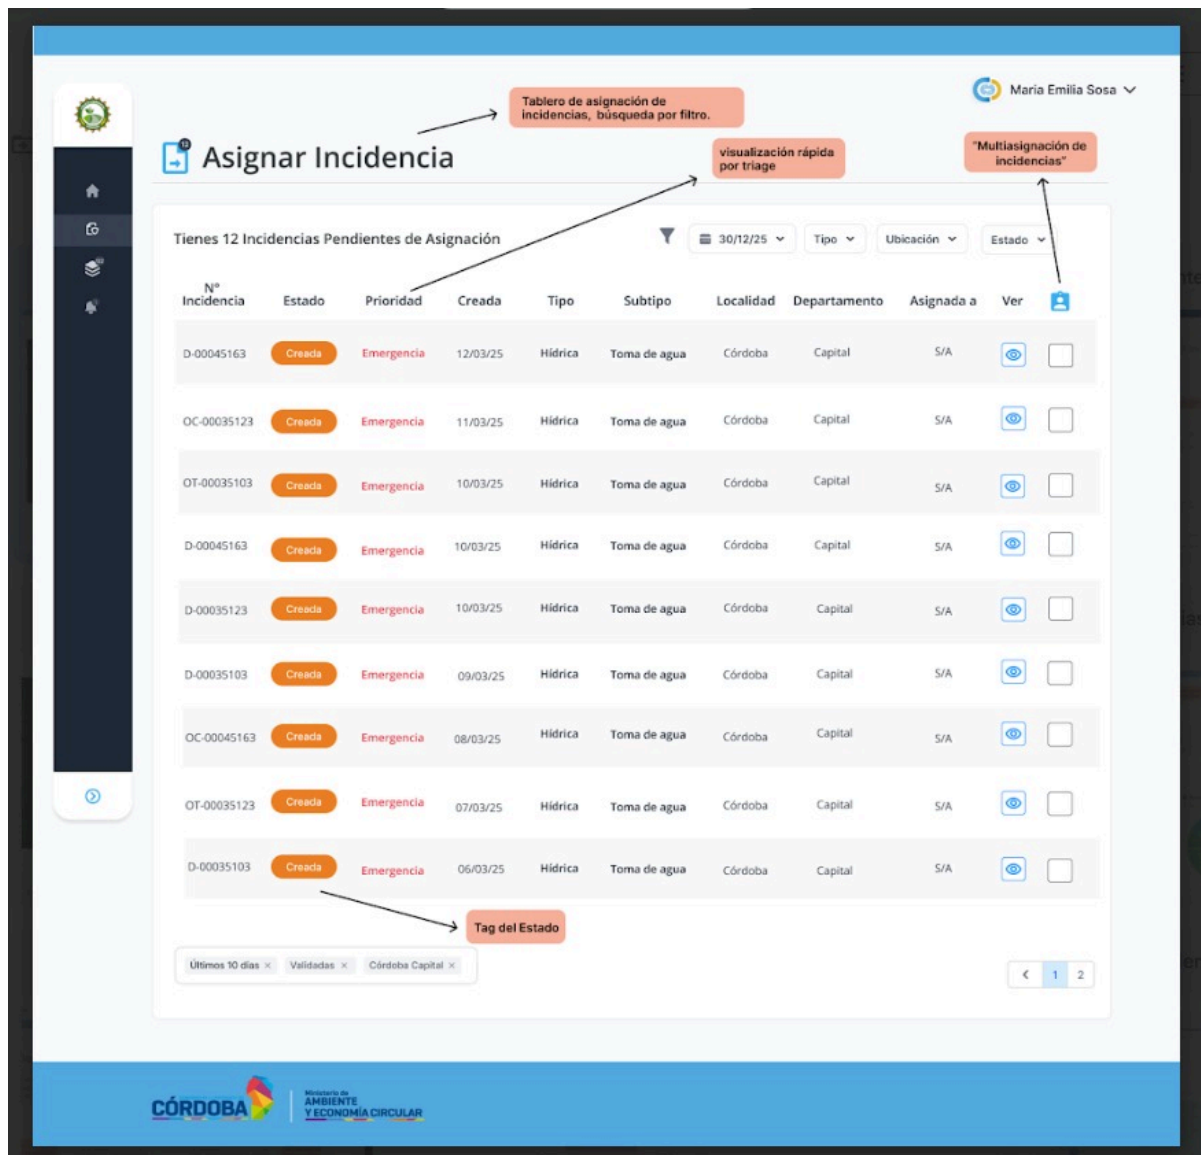 Maria Emilia Sosa
Tablero de asignación de
incidencias, búsqueda por filtro.
13
Asignar Incidencia
visualización rápida
por triage
"Multiasignación de
incidencias"
Tienes 12 Incidencias Pendientes de Asignación
30/12/25
Tipo
Ubicación
Estado
N° Incidencia Estado Prioridad Creada Tipo Subtipo Localidad Departamento Asignada a Ver
D-00045163 Creada Emergencia 12/03/25 Hídrica Toma de agua Córdoba Capital S/A
OC-00035123 Creada Emergencia 11/03/25 Hídrica Toma de agua Córdoba Capital S/A
OT-00035103 Creada Emergencia 10/03/25 Hídrica Toma de agua Córdoba Capital S/A
D-00045163 Creada Emergencia 10/03/25 Hídrica Toma de agua Córdoba Capital S/A
D-00035123 Creada Emergencia 10/03/25 Hídrica Toma de agua Córdoba Capital S/A
D-00035103 Creada Emergencia 09/03/25 Hídrica Toma de agua Córdoba Capital S/A
OC-00045163 Creada Emergencia 08/03/25 Hídrica Toma de agua Córdoba Capital S/A
OT-00035123 Creada Emergencia 07/03/25 Hídrica Toma de agua Córdoba Capital S/A
D-00035103 Creada Emergencia 06/03/25 Hídrica Toma de agua Córdoba Capital S/A
Tag del Estado
Últimos 10 días × Validadas × Córdoba Capital ×
1 2
CÓRDOBA
Ministerio de
AMBIENTE
Y ECONOMÍA CIRCULAR